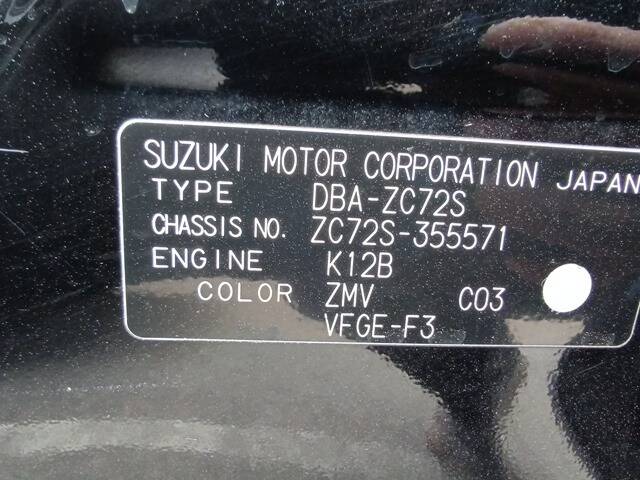 SUZUKI MOTOR CORPORATION JAPAN
TYPE DBA-ZC72S
CHASSIS NO. ZC72S-355571
ENGINE K12B
COLOR ZMV C03
VFGE-F3